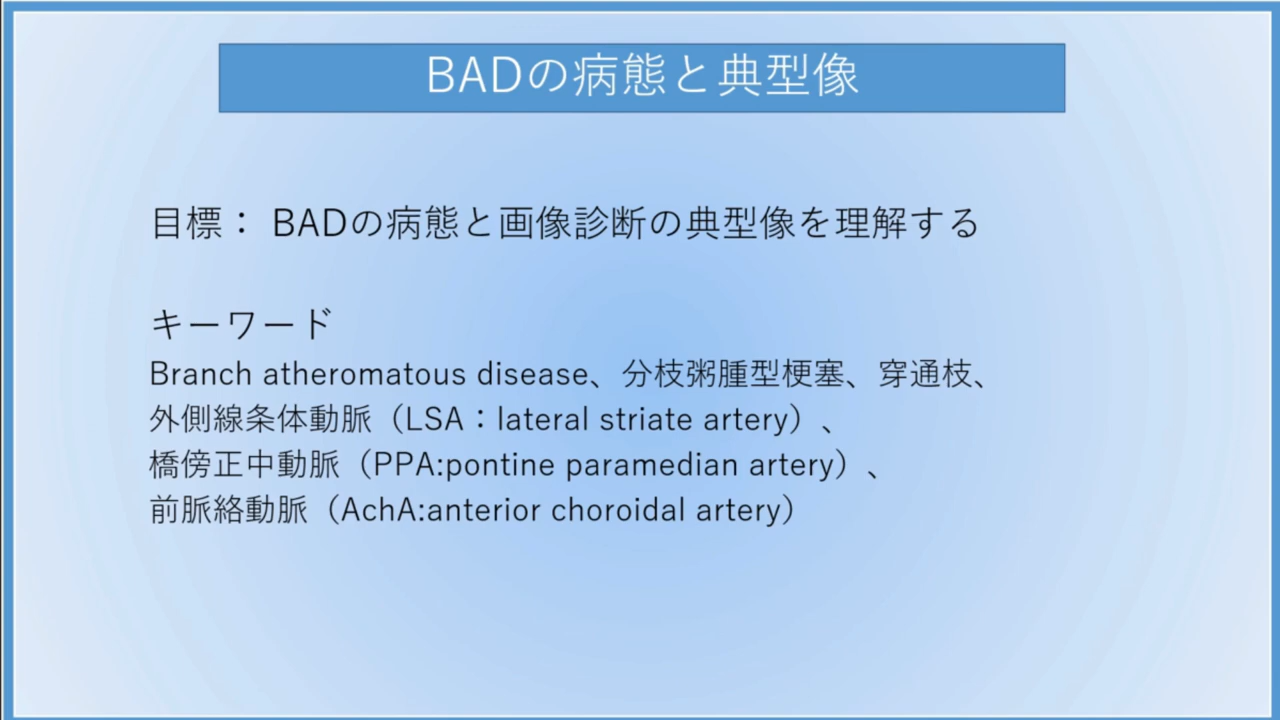 BADの病態と典型像
目標： BADの病態と画像診断の典型像を理解する
キーワード
Branch atheromatous disease、分枝粥腫型梗塞、穿通枝、
外側線条体動脈（LSA：lateral striate artery）、
橋傍正中動脈（PPA:pontine paramedian artery）、
前脈絡動脈（AchA:anterior choroidal artery）